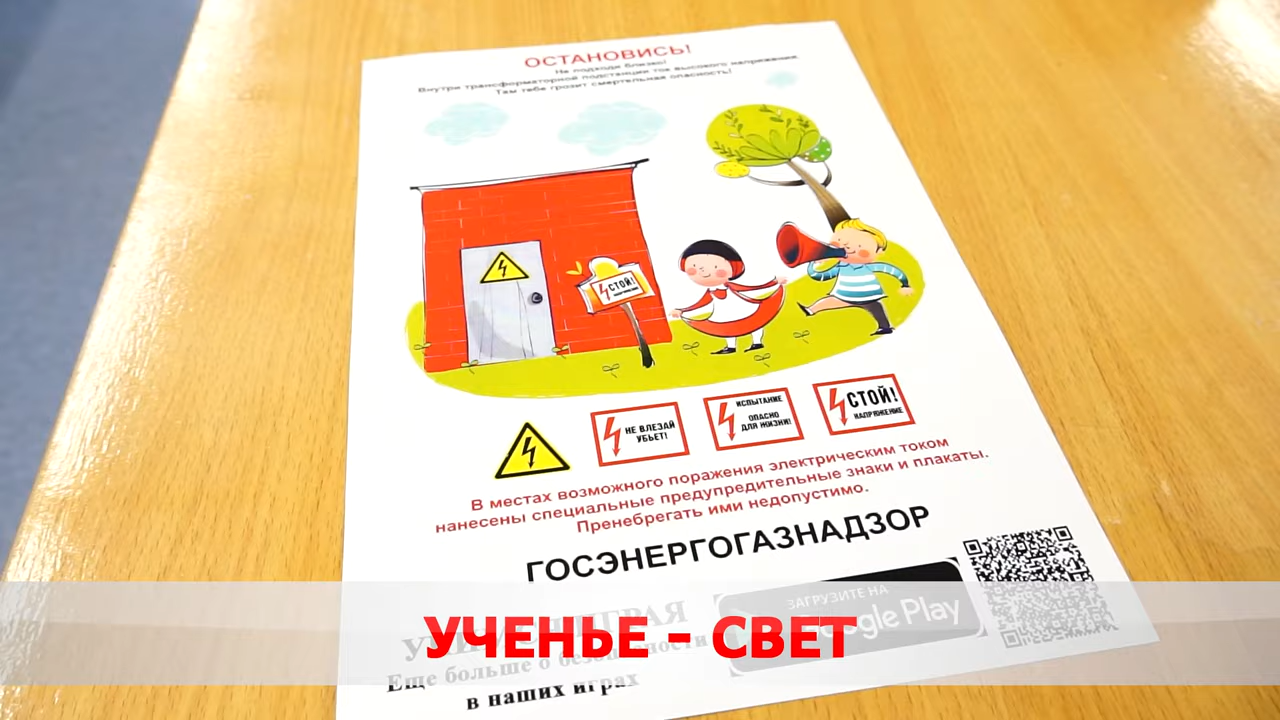 ОСТАНОВИСЬ!
Не подходи близко!
Внутри трансформаторной подстанции ток высокого напряжения.
Там тебе грозит смертельная опасность!
СТОЙ!
НЕ ВЛЕЗАЙ
УБЬЕТ!
ИСПЫТАНИЕ
ОПАСНО
ДЛЯ ЖИЗНИ!
СТОЙ!
НАПРЯЖЕНИЕ
В местах возможного поражения электрическим током
нанесены специальные предупредительные знаки и плакаты.
Пренебрегать ими недопустимо.
ГОСЭНЕРГОГАЗНАДЗОР
ЗАГРУЗИТЕ НА
Google Play
УЧЕНЬЕ - СВЕТ
Еще больше о безопасности
в наших играх